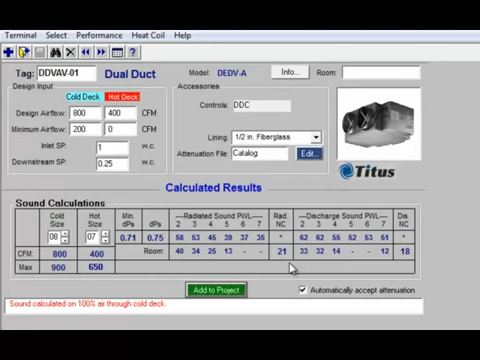 Terminal Select Performance Heat Coil Help
Tag: DDVAV-01 Dual Duct Model: DEDV-A Info... Room:
Design Input Accessories
Cold Deck Hot Deck
Design Airflow: 800 400 CFM
Controls: DDC
Minimum Airflow: 200 0 CFM
Lining: 1/2 in. Fiberglass
Inlet SP: 1 w.c.
Attenuation File: Catalog Edit...
Downstream SP: 0.25 w.c.
Titus
Calculated Results
Sound Calculations
Cold Size Hot Size Min. dPs dPs ---Radiated Sound PWL---- Rad. NC ---Discharge Sound PWL---- Dis. NC
2 3 4 5 6 7 2 3 4 5 6 7
08 07 0.71 0.75 58 53 45 39 37 35 * 62 62 55 52 53 51 *
CFM: 800 400 Room: 40 34 25 13 - - 21 33 32 14 - - 12 18
Max 900 650
Add to Project Automatically accept attenuation
Sound calculated on 100% air through cold deck.